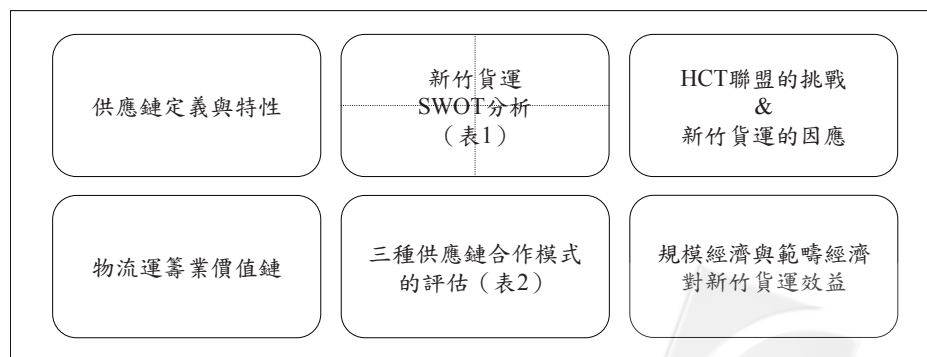 供應鏈定義與特性
新竹貨運
SWOT分析
（表1）
HCT聯盟的挑戰
&
新竹貨運的因應
物流運籌業價值鏈
三種供應鏈合作模式
的評估（表2）
規模經濟與範疇經濟
對新竹貨運效益